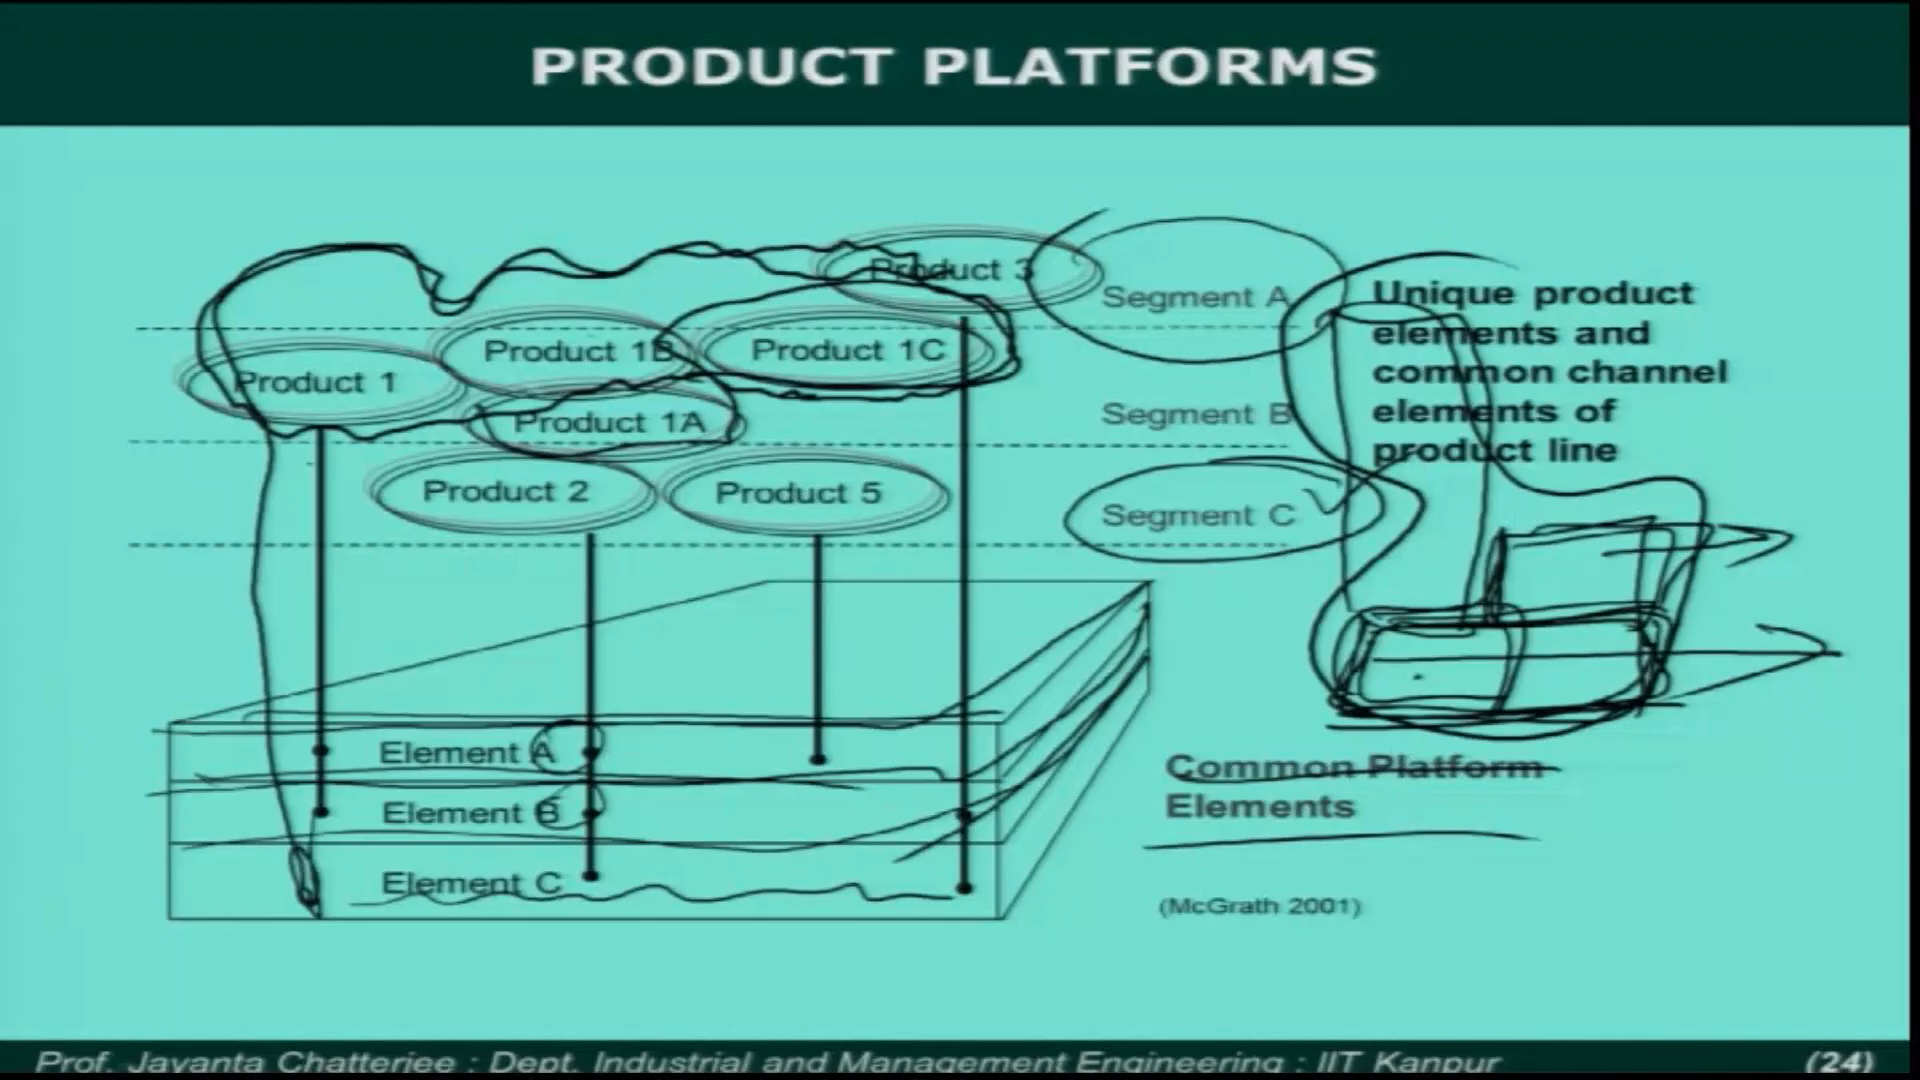 PRODUCT PLATFORMS
Product 3
Segment A
Product 1B
Product 1C
Product 1
Product 1A
Segment B
Product 2
Product 5
Segment C
Unique product
elements and
common channel
elements of
product line
Element A
Element B
Element C
Common Platform
Elements
(McGrath 2001)
Prof. Jayanta Chatterjee : Dept. Industrial and Management Engineering : IIT Kanpur
(24)